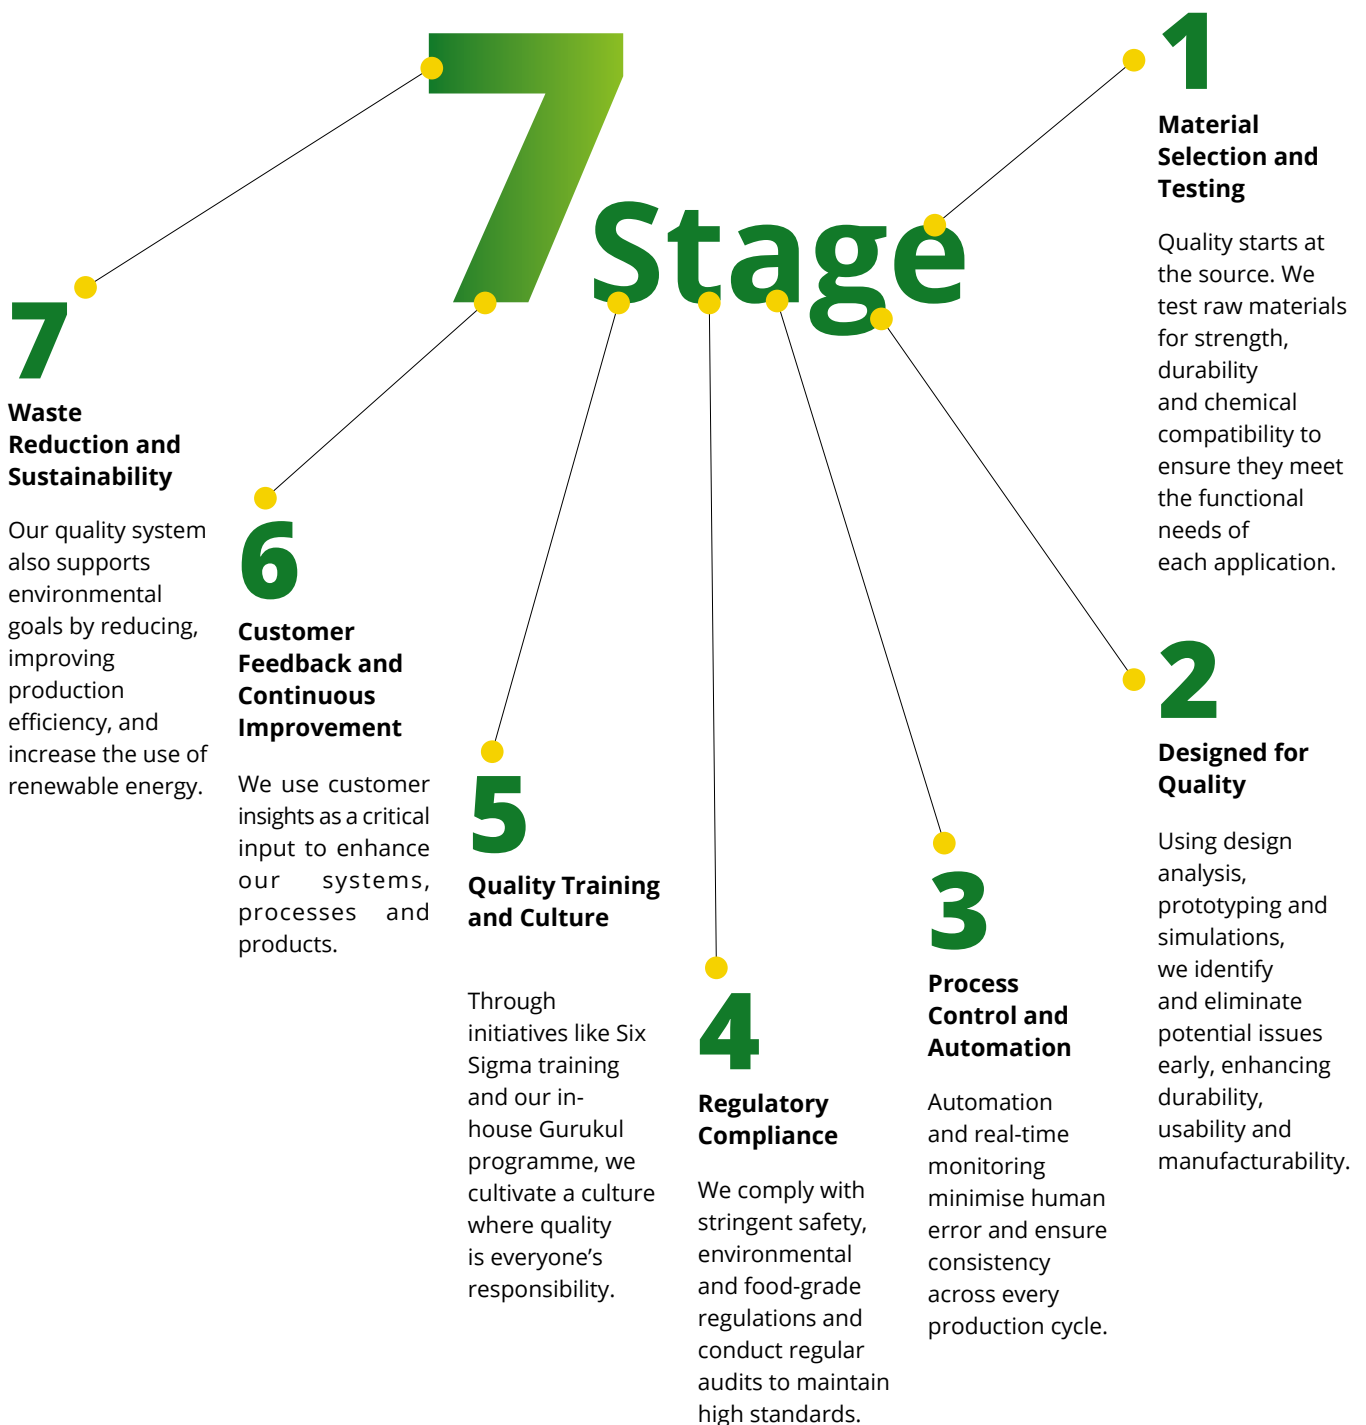 7 Stage
1
Material
Selection and
Testing
Quality starts at
the source. We
test raw materials
for strength,
durability
and chemical
compatibility to
ensure they meet
the functional
needs of
each application.
2
Designed for
Quality
Using design
analysis,
prototyping and
simulations,
we identify
and eliminate
potential issues
early, enhancing
durability,
usability and
manufacturability.
3
Process
Control and
Automation
Automation
and real-time
monitoring
minimise human
error and ensure
consistency
across every
production cycle.
4
Regulatory
Compliance
We comply with
stringent safety,
environmental
and food-grade
regulations and
conduct regular
audits to maintain
high standards.
5
Quality Training
and Culture
Through
initiatives like Six
Sigma training
and our in-
house Gurukul
programme, we
cultivate a culture
where quality
is everyone’s
responsibility.
6
Customer
Feedback and
Continuous
Improvement
We use customer
insights as a critical
input to enhance
our systems,
processes and
products.
7
Waste
Reduction and
Sustainability
Our quality system
also supports
environmental
goals by reducing,
improving
production
efficiency, and
increase the use of
renewable energy.